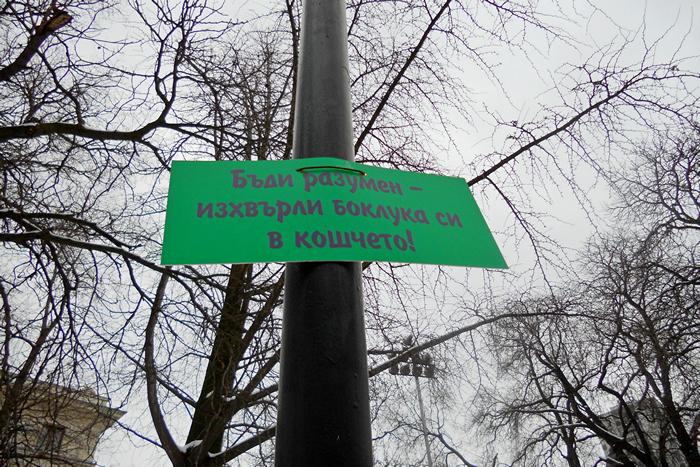 Бъди разумен –
изхвърли боклука си
в кошчето!